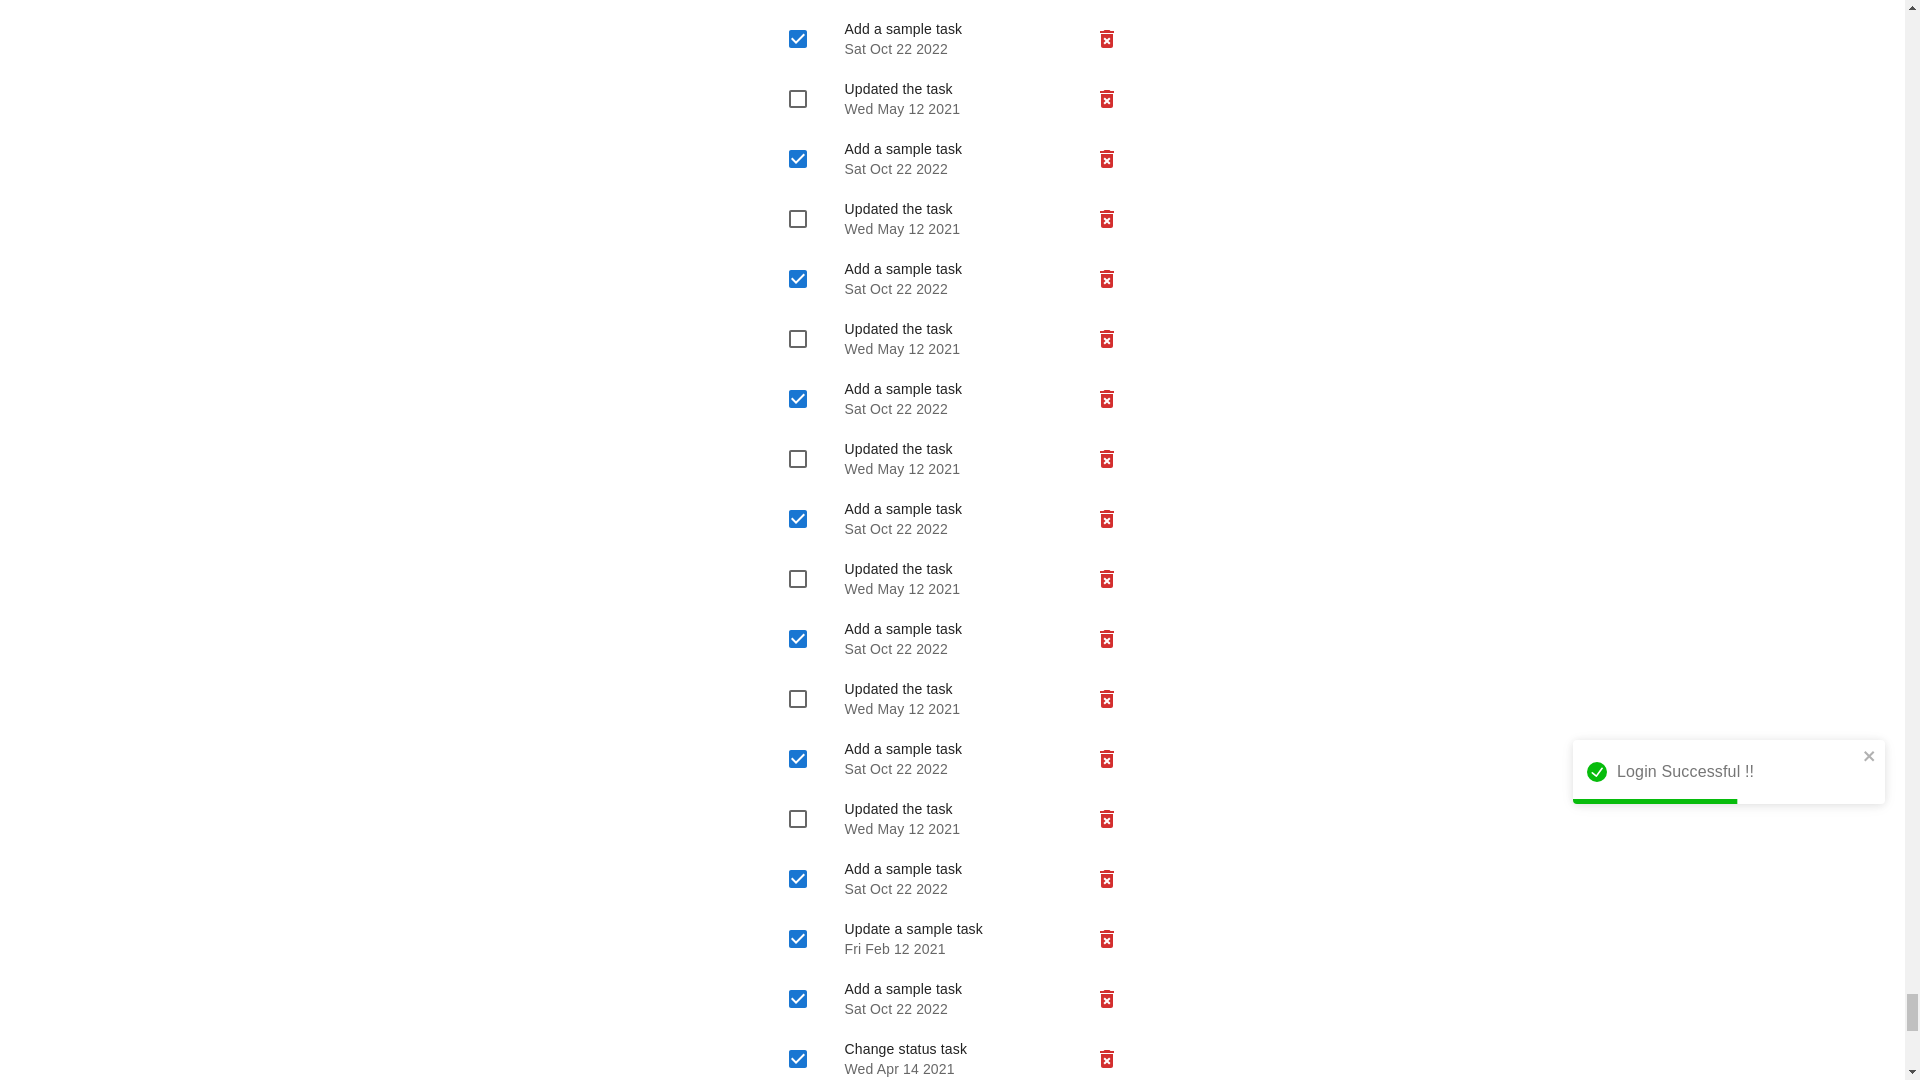 Add a sample task
Sat Oct 22 2022
Updated the task
Wed May 12 2021
Add a sample task
Sat Oct 22 2022
Updated the task
Wed May 12 2021
Add a sample task
Sat Oct 22 2022
Updated the task
Wed May 12 2021
Add a sample task
Sat Oct 22 2022
Updated the task
Wed May 12 2021
Add a sample task
Sat Oct 22 2022
Updated the task
Wed May 12 2021
Add a sample task
Sat Oct 22 2022
Updated the task
Wed May 12 2021
Add a sample task
Sat Oct 22 2022
Login Successful !!
Updated the task
Wed May 12 2021
Add a sample task
Sat Oct 22 2022
Update a sample task
Fri Feb 12 2021
Add a sample task
Sat Oct 22 2022
Change status task
Wed Apr 14 2021